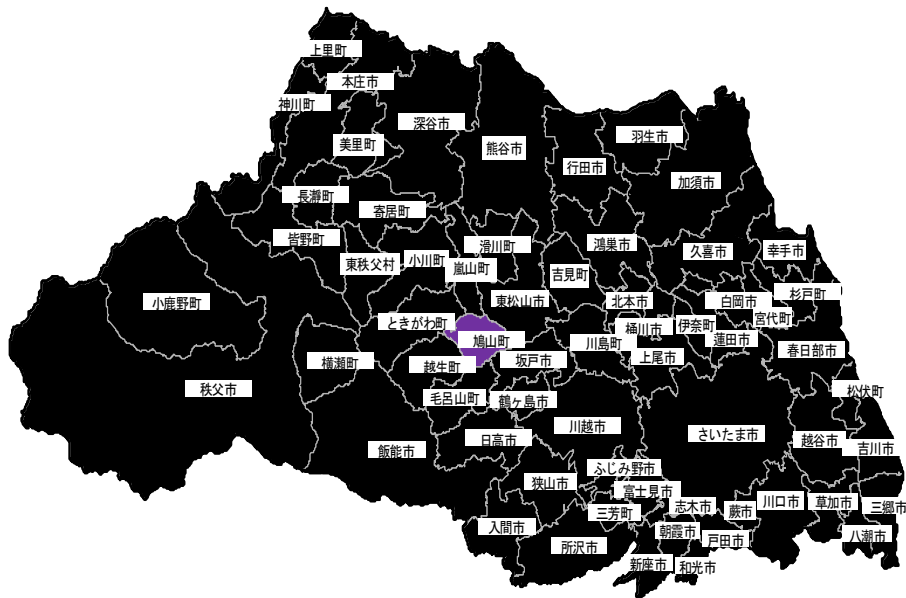 上里町
本庄市
神川町
深谷市
羽生市
美里町
熊谷市
行田市
加須市
長瀞町
寄居町
皆野町
滑川町
鴻巣市
久喜市
幸手市
東秩父村
小川町
嵐山町
吉見町
小鹿野町
東松山市
北本市
白岡市
杉戸町
ときがわ町
桶川市
伊奈町
宮代町
鳩山町
川島町
蓮田市
春日部市
横瀬町
越生町
坂戸市
上尾市
秩父市
毛呂山町
鶴ヶ島市
松伏町
川越市
さいたま市
日高市
越谷市
飯能市
吉川市
ふじみ野市
狭山市
富士見市
志木市
川口市
草加市
三郷市
三芳町
蕨市
入間市
朝霞市
戸田市
八潮市
所沢市
新座市
和光市